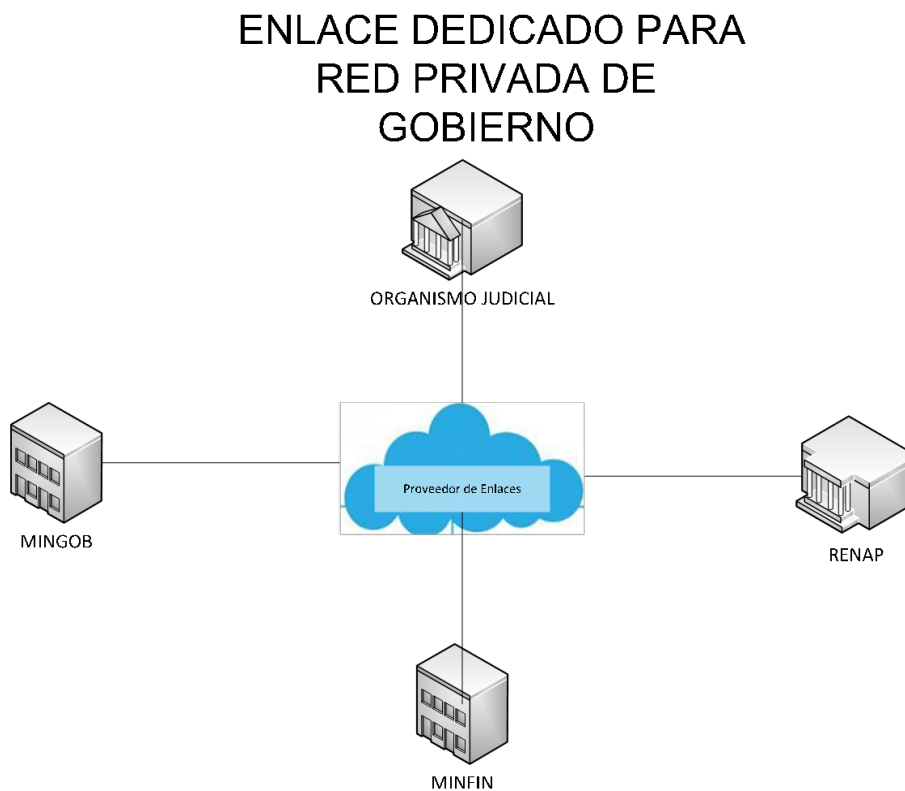 ENLACE DEDICADO PARA
RED PRIVADA DE
GOBIERNO
ORGANISMO JUDICIAL
Proveedor de Enlaces
MINGOB
RENAP
MINFIN